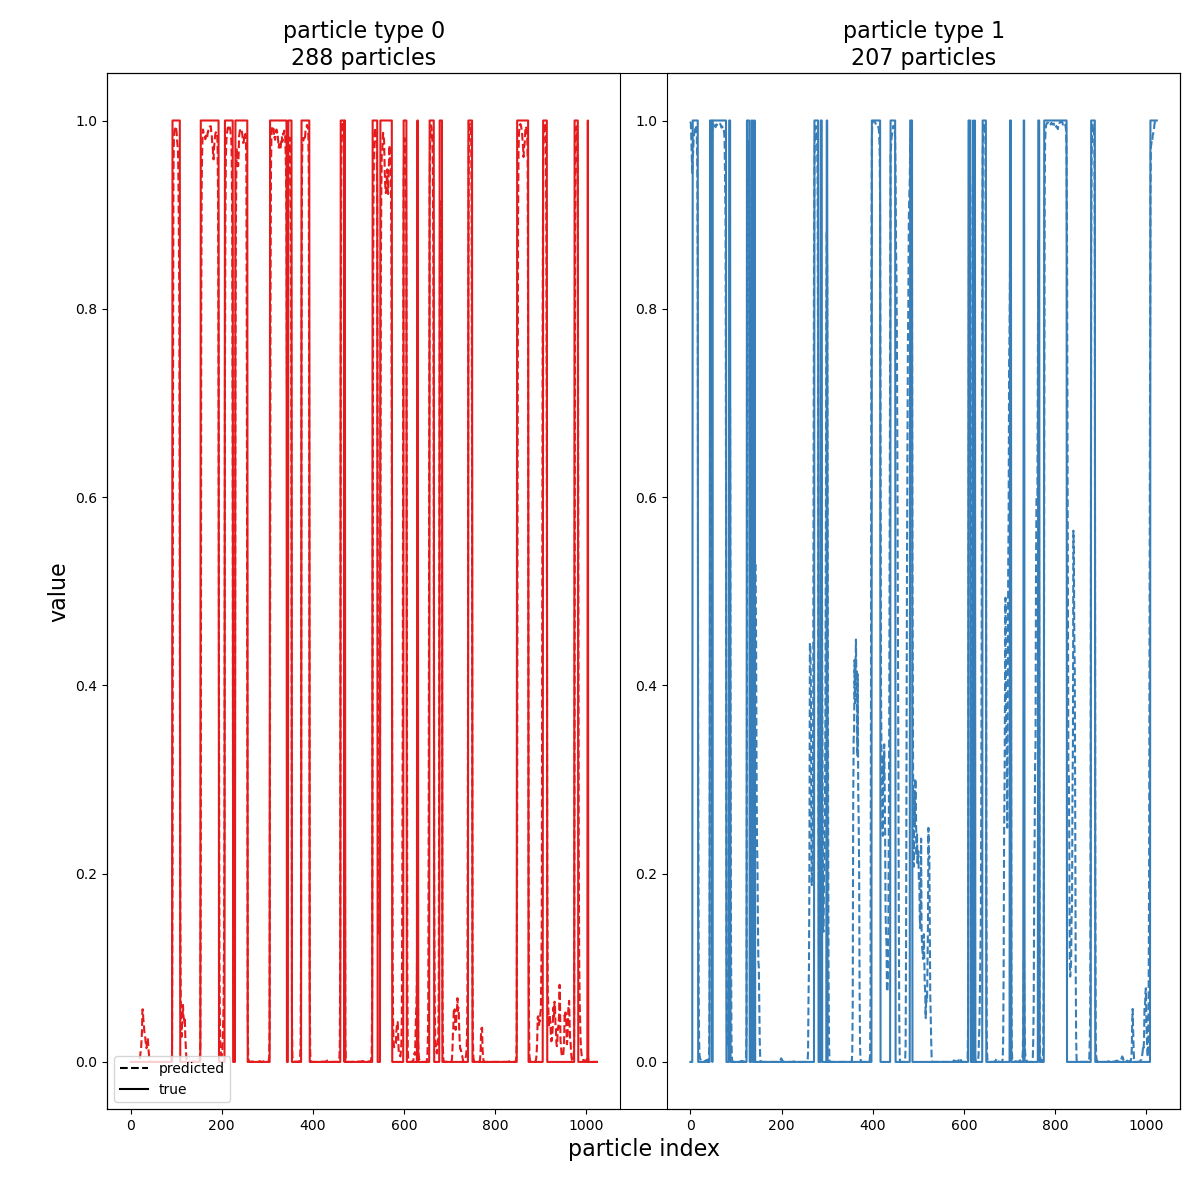 particle type 0
288 particles
particle type 1
207 particles
1.0
0.8
0.6
0.4
0.2
0.0
1.0
0.8
0.6
0.4
0.2
0.0
value
predicted
true
0 200 400 600 800 1000
0 200 400 600 800 1000
particle index